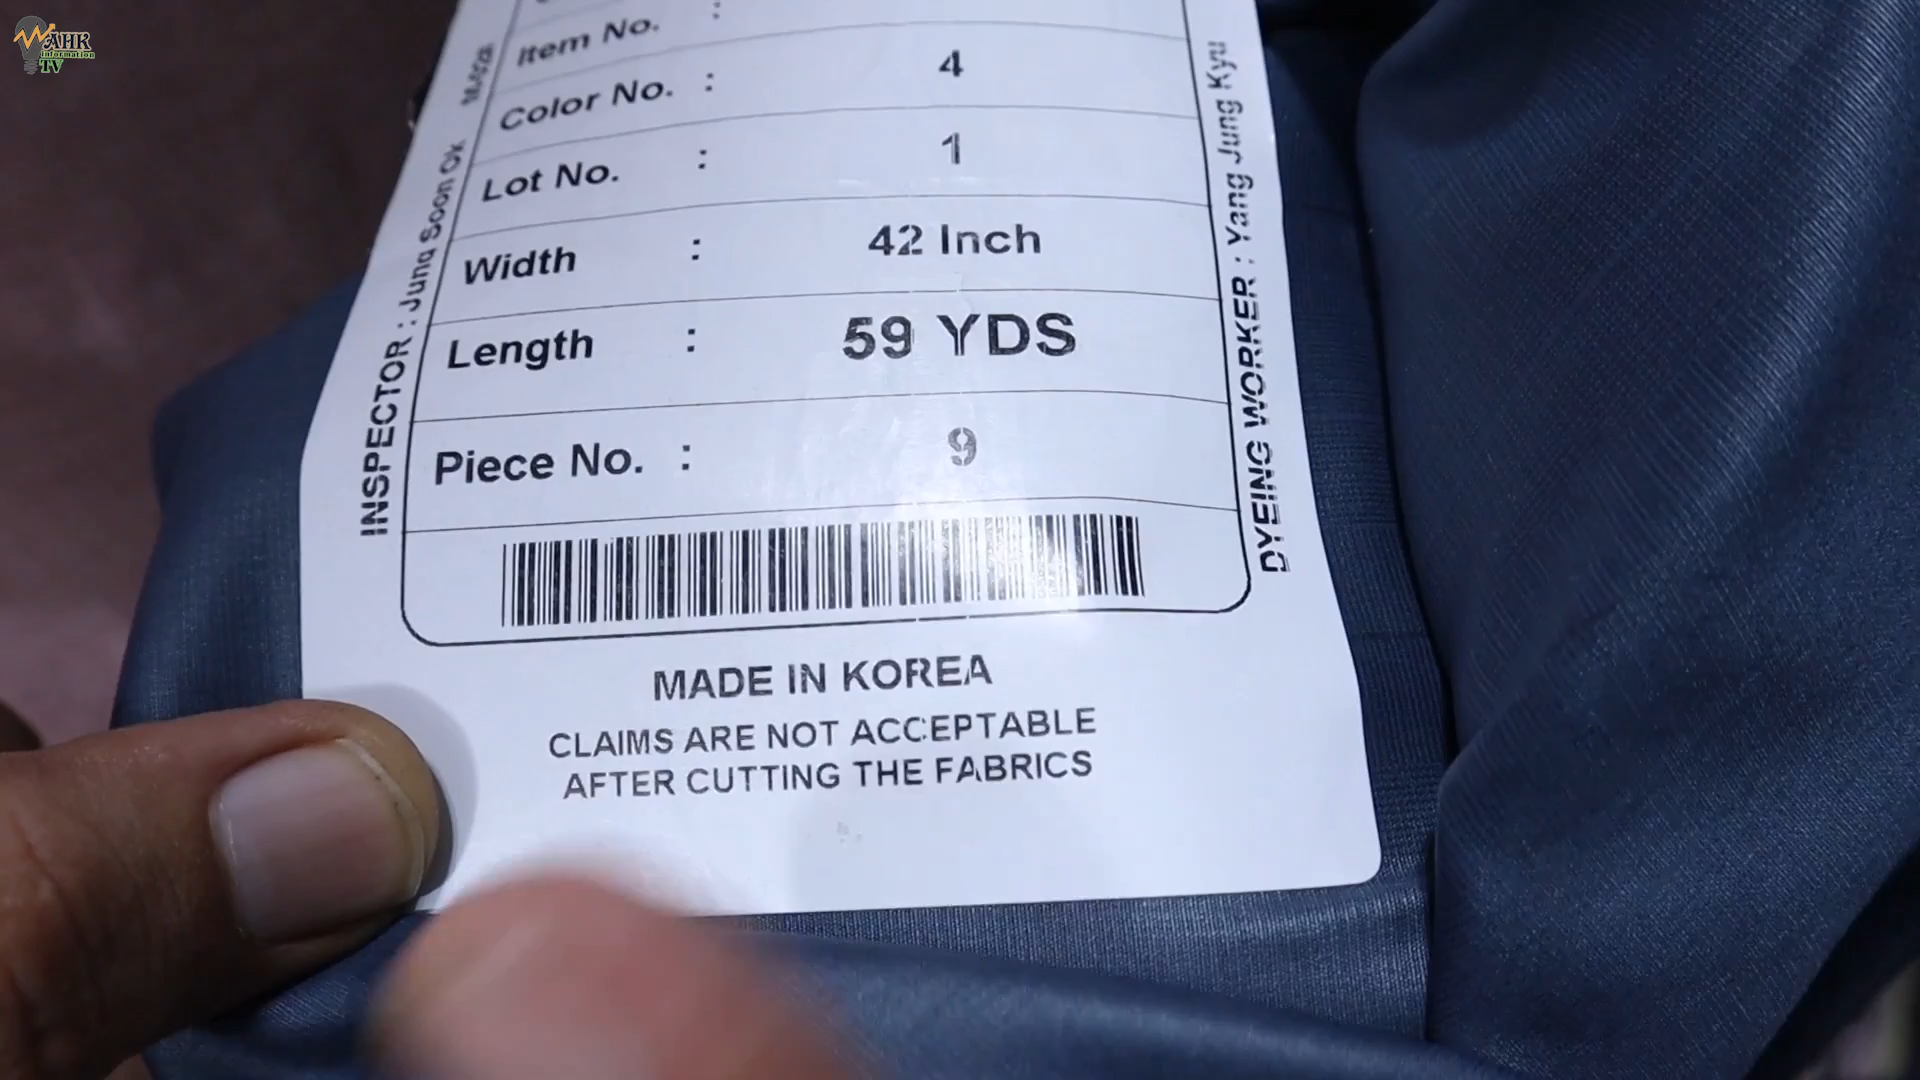 WAHK
information
TV
Item No. :
Color No. : 4
Lot No. : 1
Width : 42 Inch
Length : 59 YDS
Piece No. : 9
INSPECTOR : Jung Soon Ok
DYEING WORKER : Yang Jung Kyu
MADE IN KOREA
CLAIMS ARE NOT ACCEPTABLE
AFTER CUTTING THE FABRICS